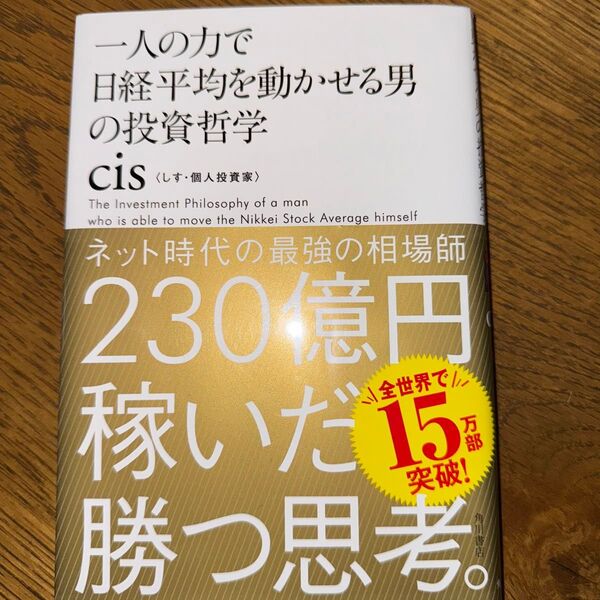 一人の力で
日経平均を動かせる男
の投資哲学
cis〈しす・個人投資家〉
The Investment Philosophy of a man
who is able to move the Nikkei Stock Average himself
ネット時代の最強の相場師
230億円
稼いだ
勝つ思考。
全世界で
15万部
突破!
角川書店